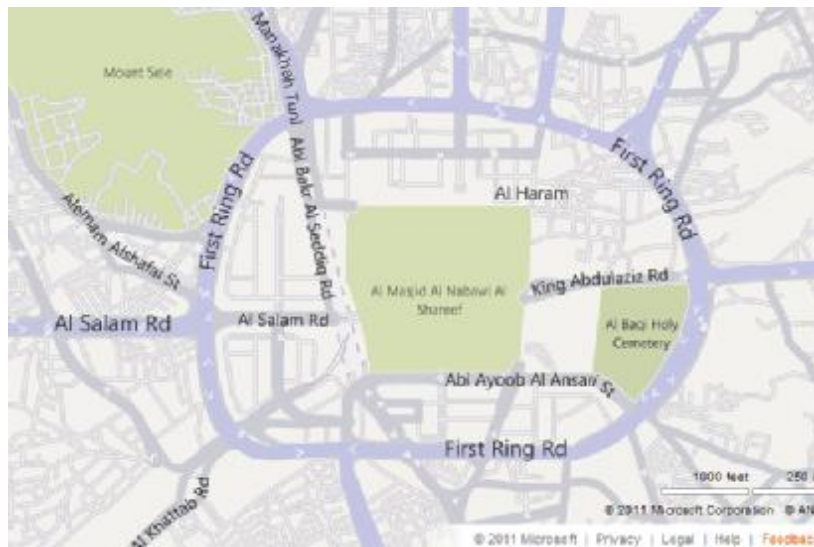 Mount Sele
Manakhah Tunl
Abi Bakr Al Seddiq Rd
First Ring Rd
First Ring Rd
Al Haram
Alemam Alshafai St
King Abdulaziz Rd
Al Masjid Al Nabawi Al
Shareef
Al Salam Rd
Al Salam Rd
Al Baqi Holy
Cemetery
Abi Ayoob Al Ansari St
First Ring Rd
Al Khattab Rd
1000 feet
250
© 2011 Microsoft Corporation © AN
© 2011 Microsoft | Privacy | Legal | Help | Feedbac